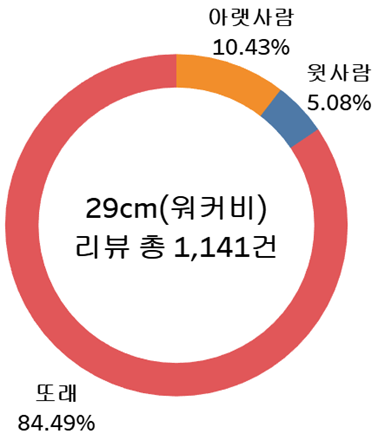 아랫사람
10.43%
윗사람
5.08%
29cm(워커비)
리뷰 총 1,141건
또래
84.49%